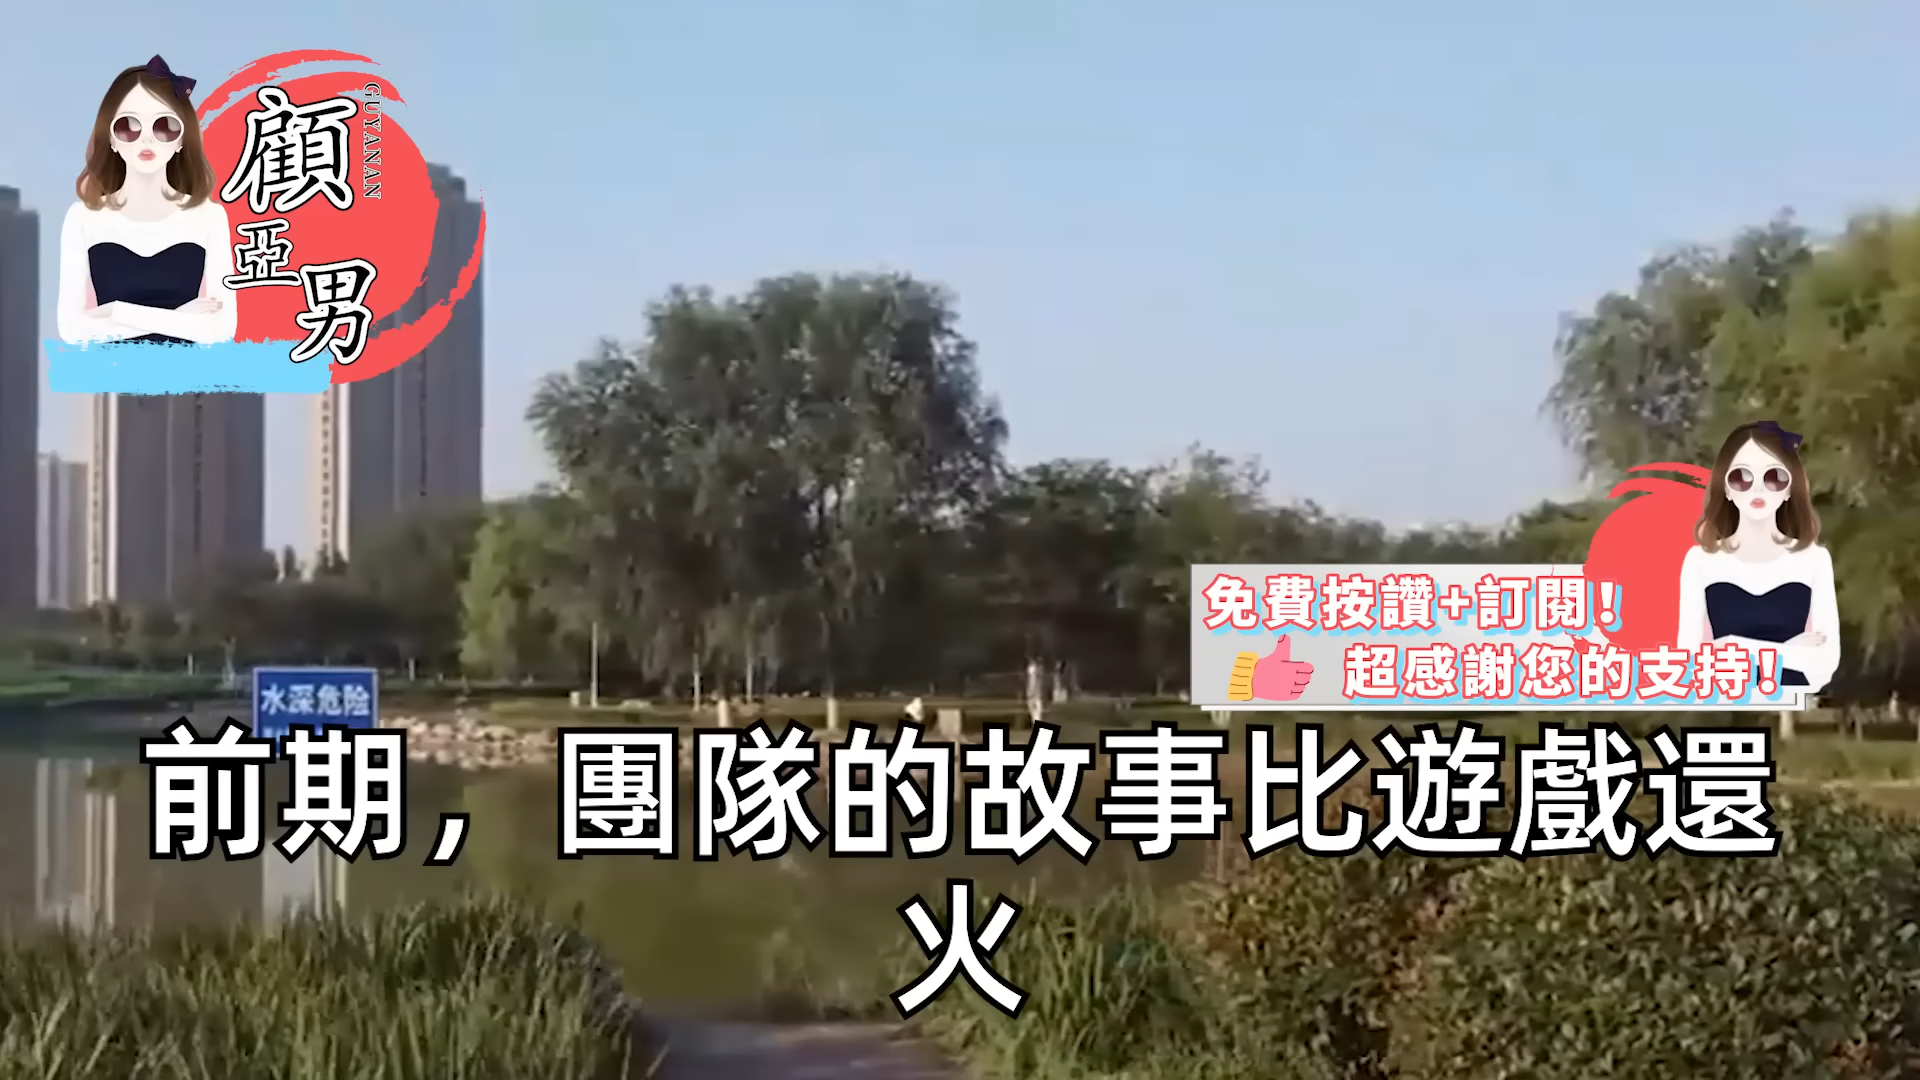 顧亞男
GUYANAN
免費按讚+訂閱!
超感謝您的支持!
水深危險
前期，團隊的故事比遊戲還
火